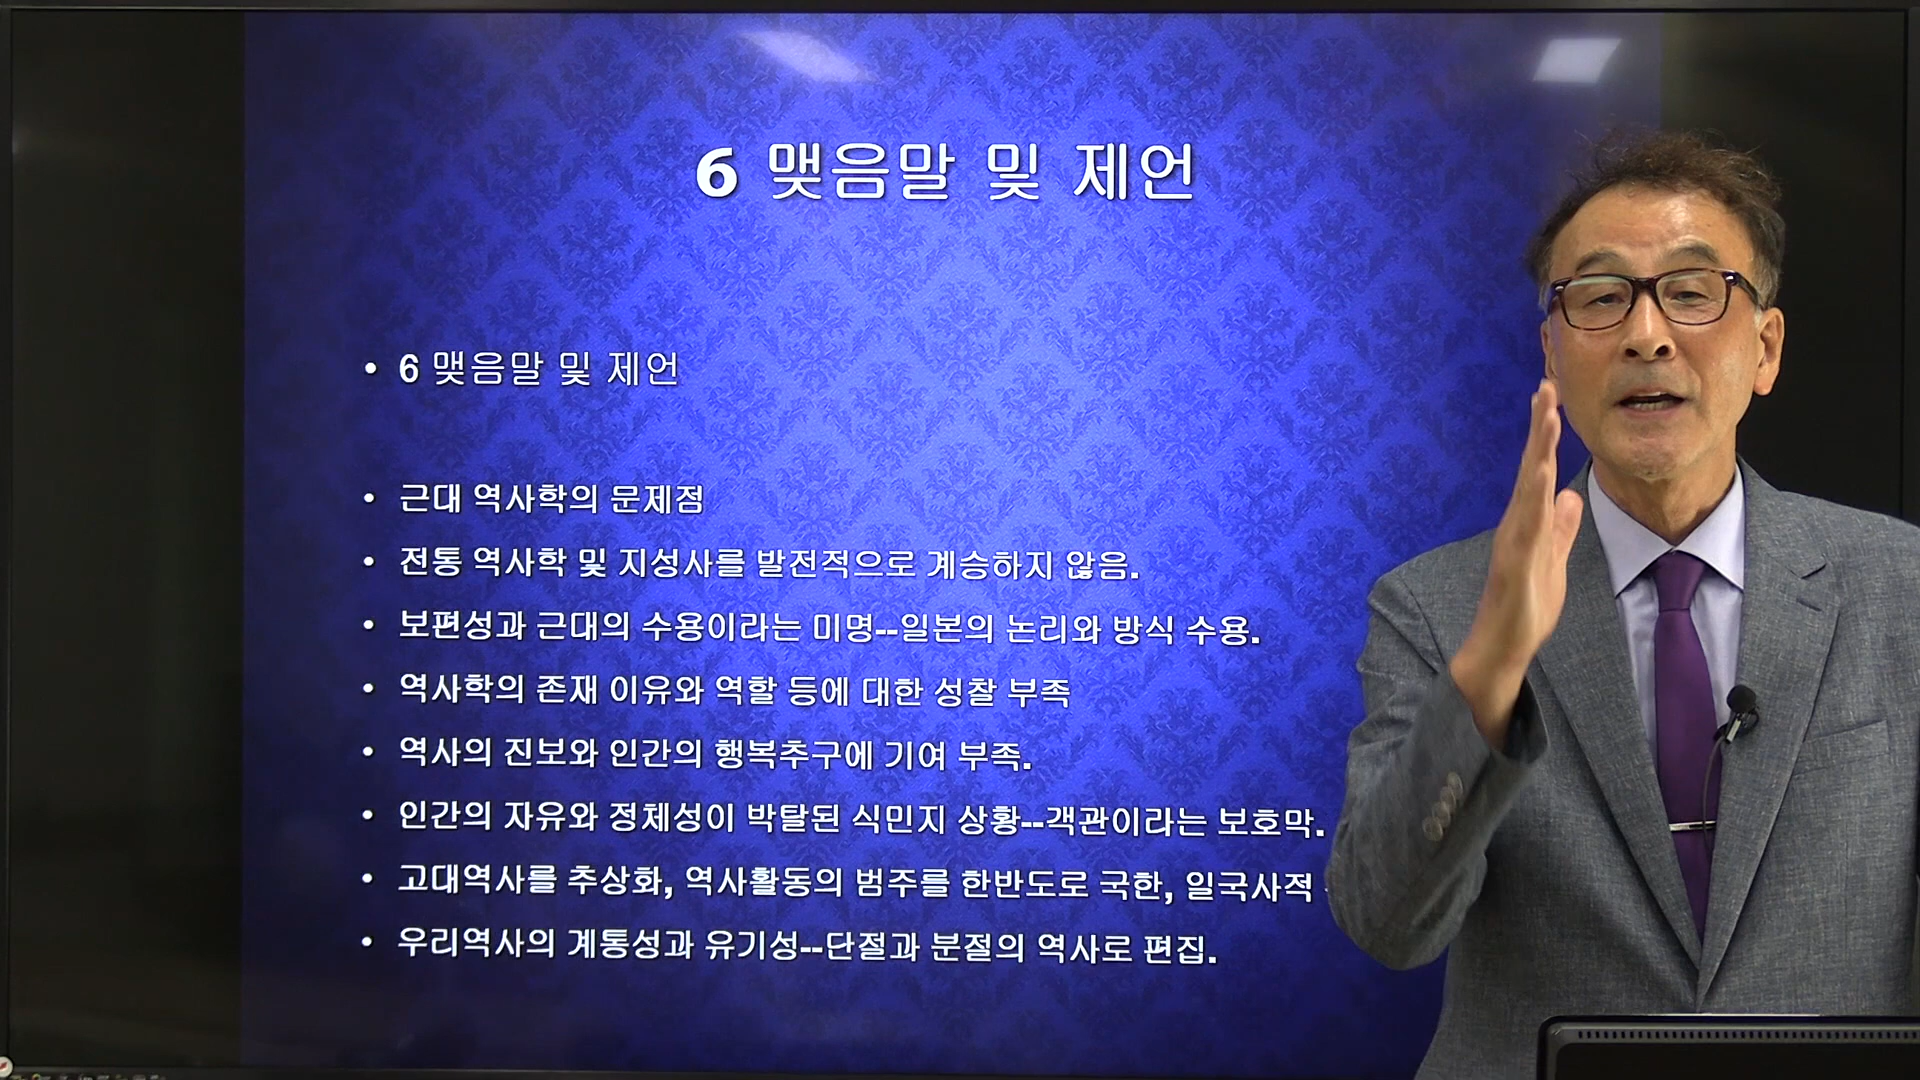 6 맺음말 및 제언
• 6 맺음말 및 제언
• 근대 역사학의 문제점
• 전통 역사학 및 지성사를 발전적으로 계승하지 않음.
• 보편성과 근대의 수용이라는 미명--일본의 논리와 방식 수용.
• 역사학의 존재 이유와 역할 등에 대한 성찰 부족
• 역사의 진보와 인간의 행복추구에 기여 부족.
• 인간의 자유와 정체성이 박탈된 식민지 상황--객관이라는 보호막.
• 고대역사를 추상화, 역사활동의 범주를 한반도로 국한, 일국사적
• 우리역사의 계통성과 유기성--단절과 분절의 역사로 편집.